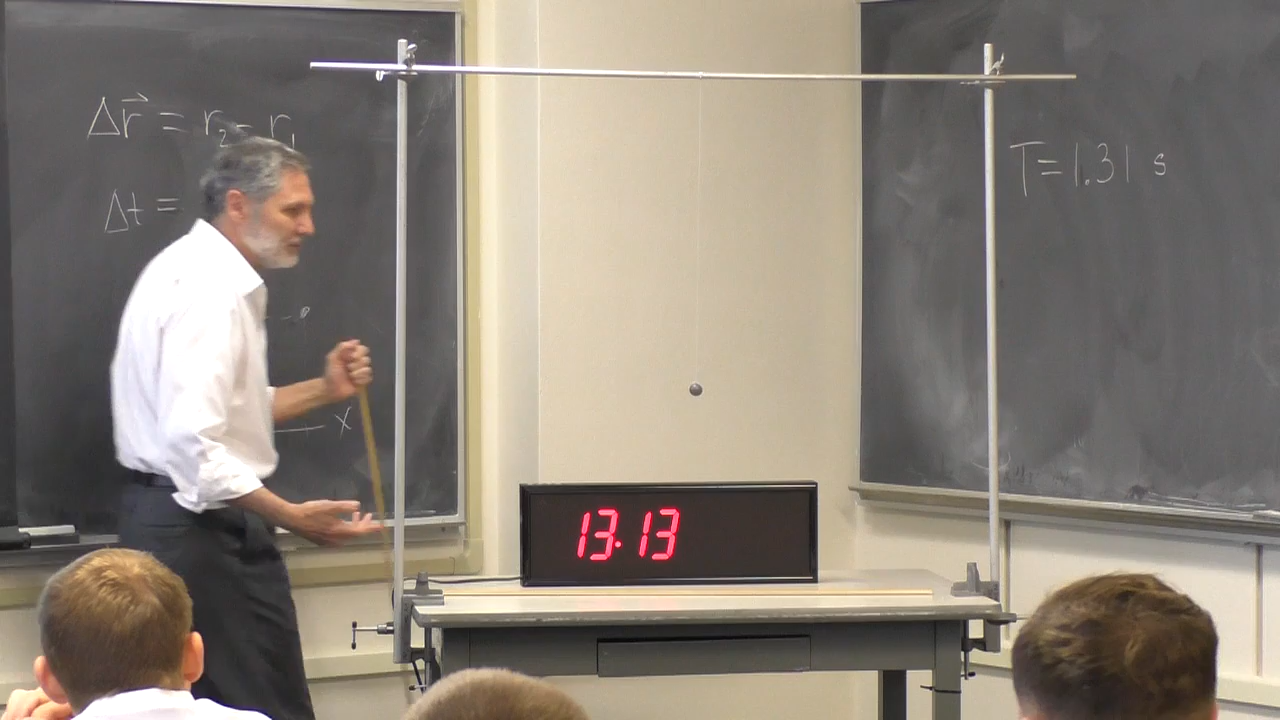 Δr⃗ = r₂ - r₁
Δt =
x
13.13
T = 1.31 s